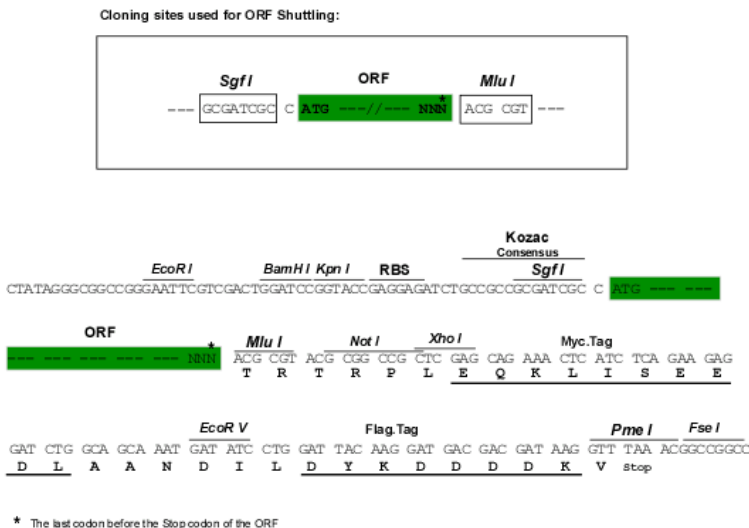 Cloning sites used for ORF Shuttling:
Sgf I ORF Mlu I
--- GCGATCGC C ATG ---//--- NNN* ACG CGT ---
Kozac
Consensus
EcoR I BamH I Kpn I RBS Sgf I
CTATAGGGCGGCCGGGAATTCGTCGACTGGATCCGGTACCGAGGAGATCTGCCGCCGCGATCGC C ATG --- ---
ORF Mlu I Not I Xho I Myc.Tag
--- --- --- --- --- --- NNN* ACG CGT ACG CGG CCG CTC GAG CAG AAA CTC ATC TCA GAA GAG
T R T R P L E Q K L I S E E
EcoR V Flag.Tag Pme I Fse I
GAT CTG GCA GCA AAT GAT ATC CTG GAT TAC AAG GAT GAC GAC GAT AAG GTT TAA ACGGCCGGCC
D L A A N D I L D Y K D D D D K V Stop
* The last codon before the Stop codon of the ORF